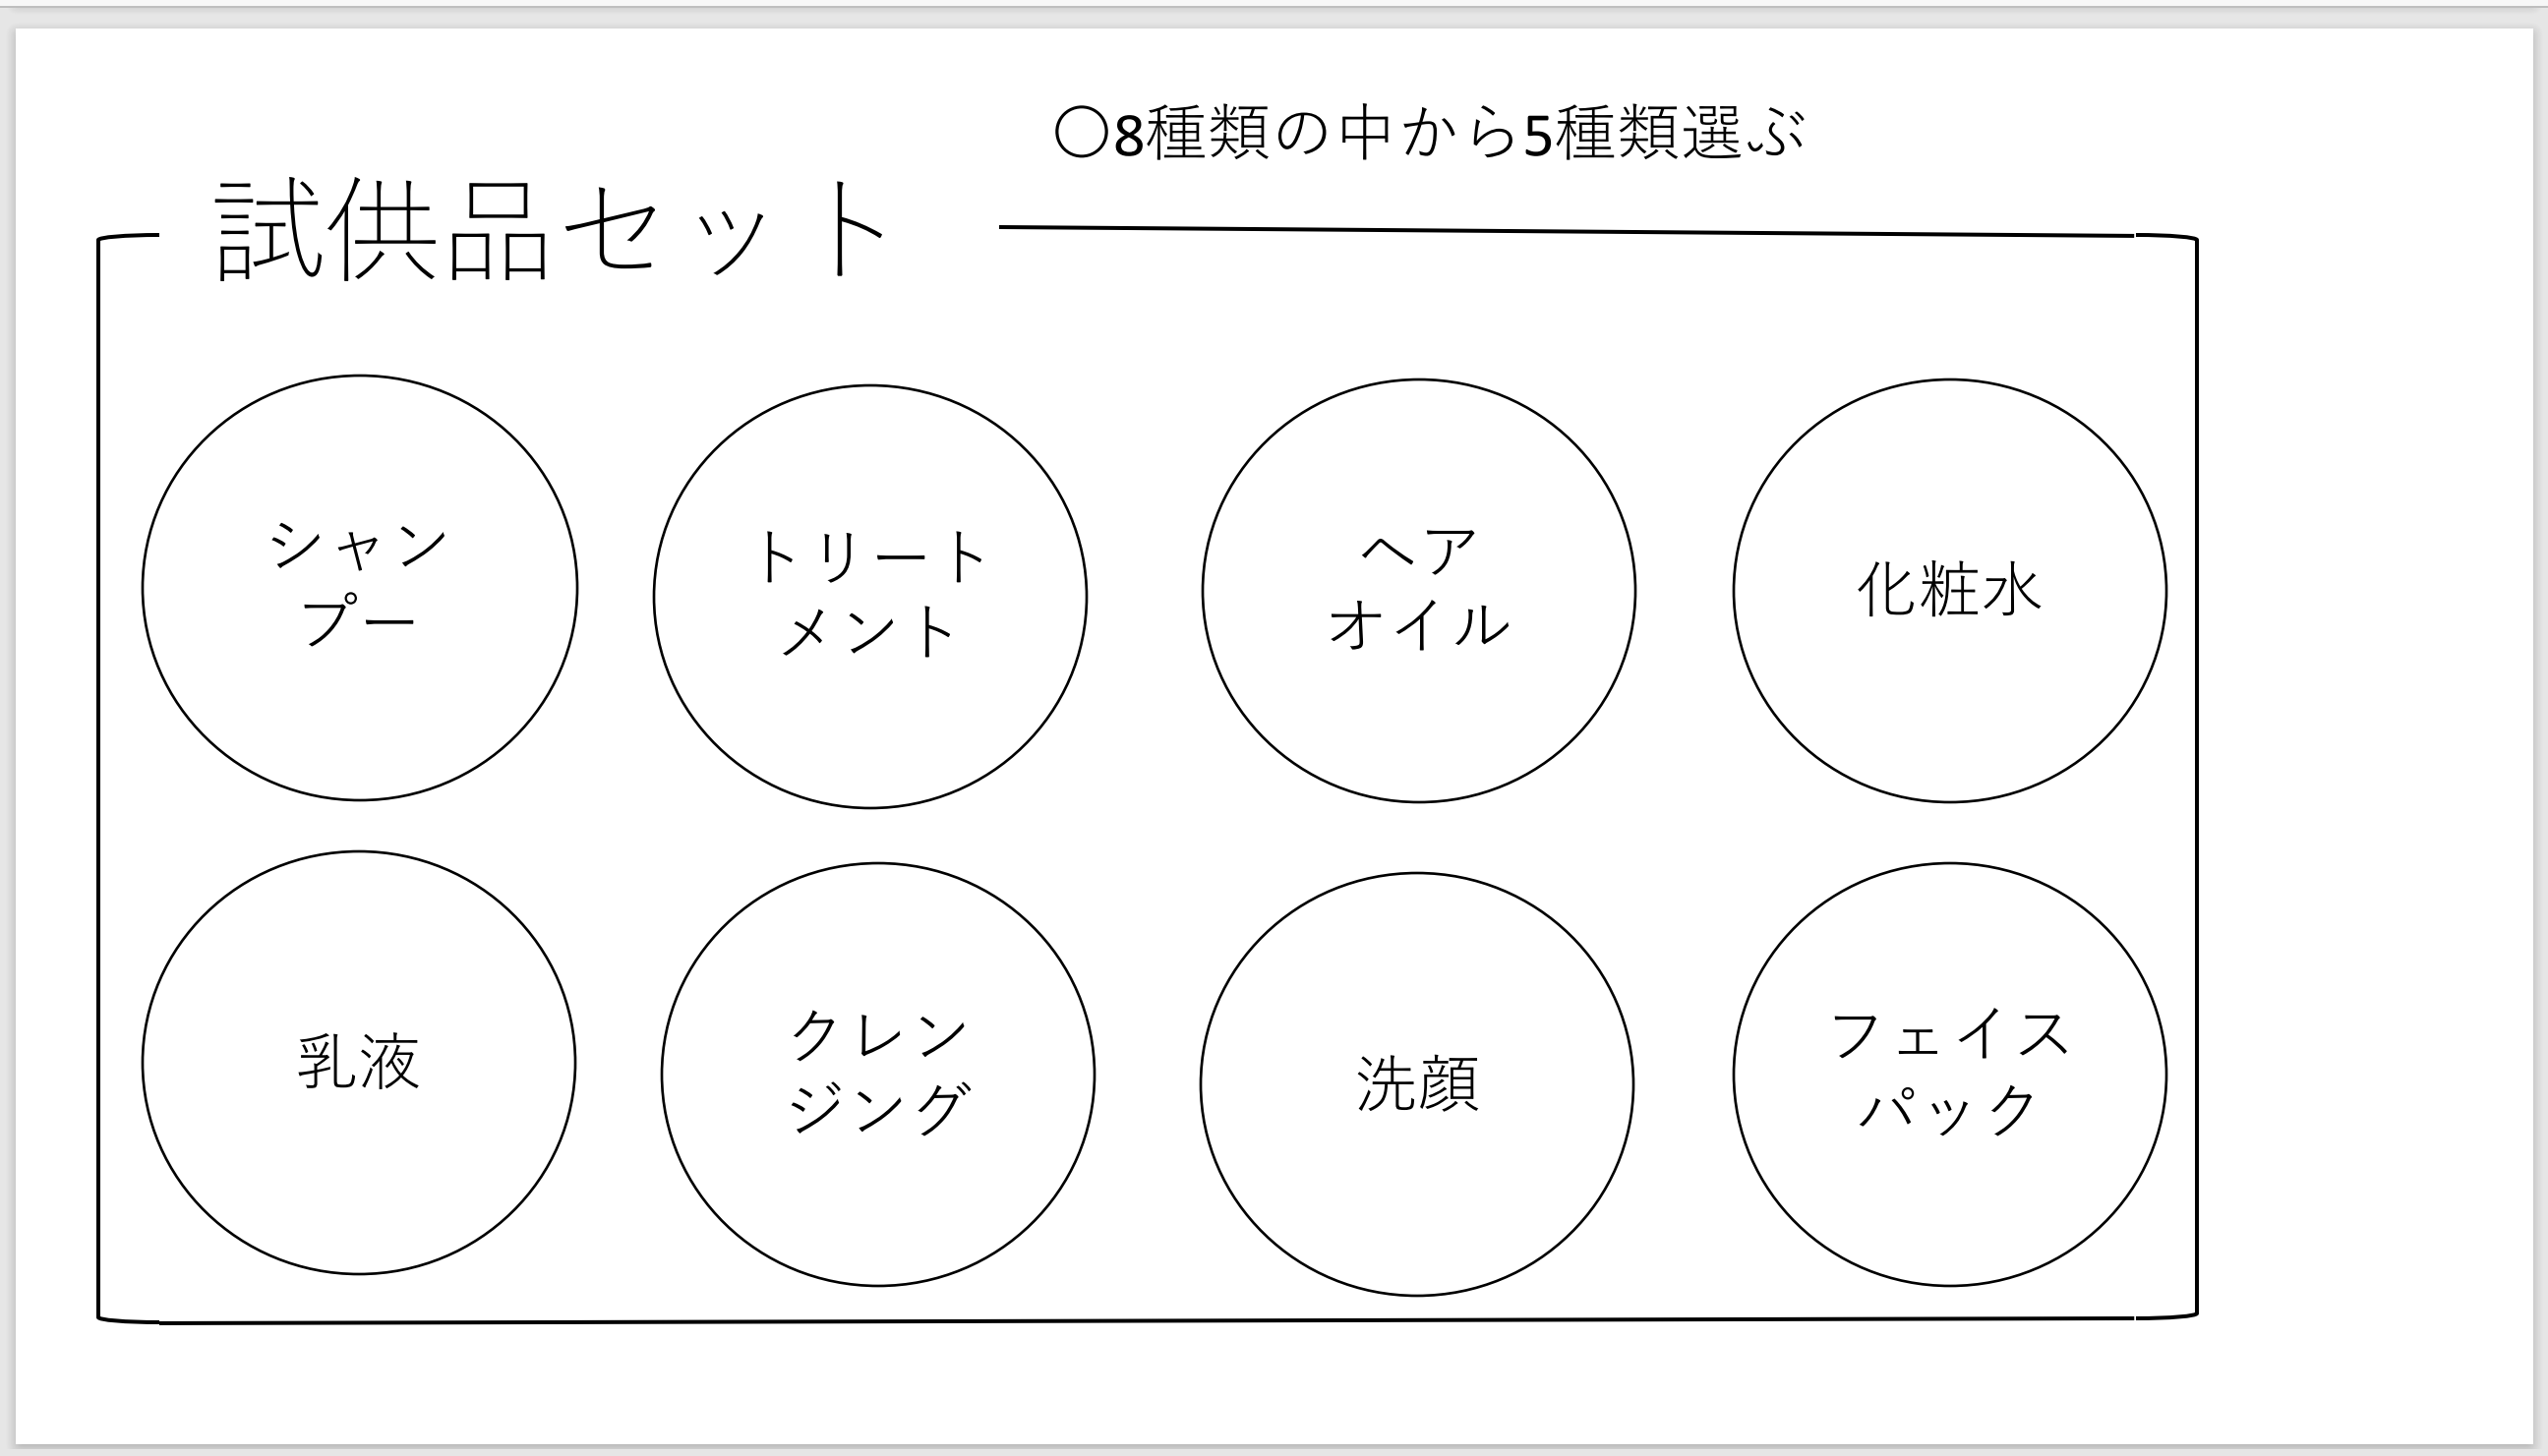 〇8種類の中から5種類選ぶ
試供品セット
シャン
プー
トリート
メント
ヘア
オイル
化粧水
乳液
クレン
ジング
洗顔
フェイス
パック